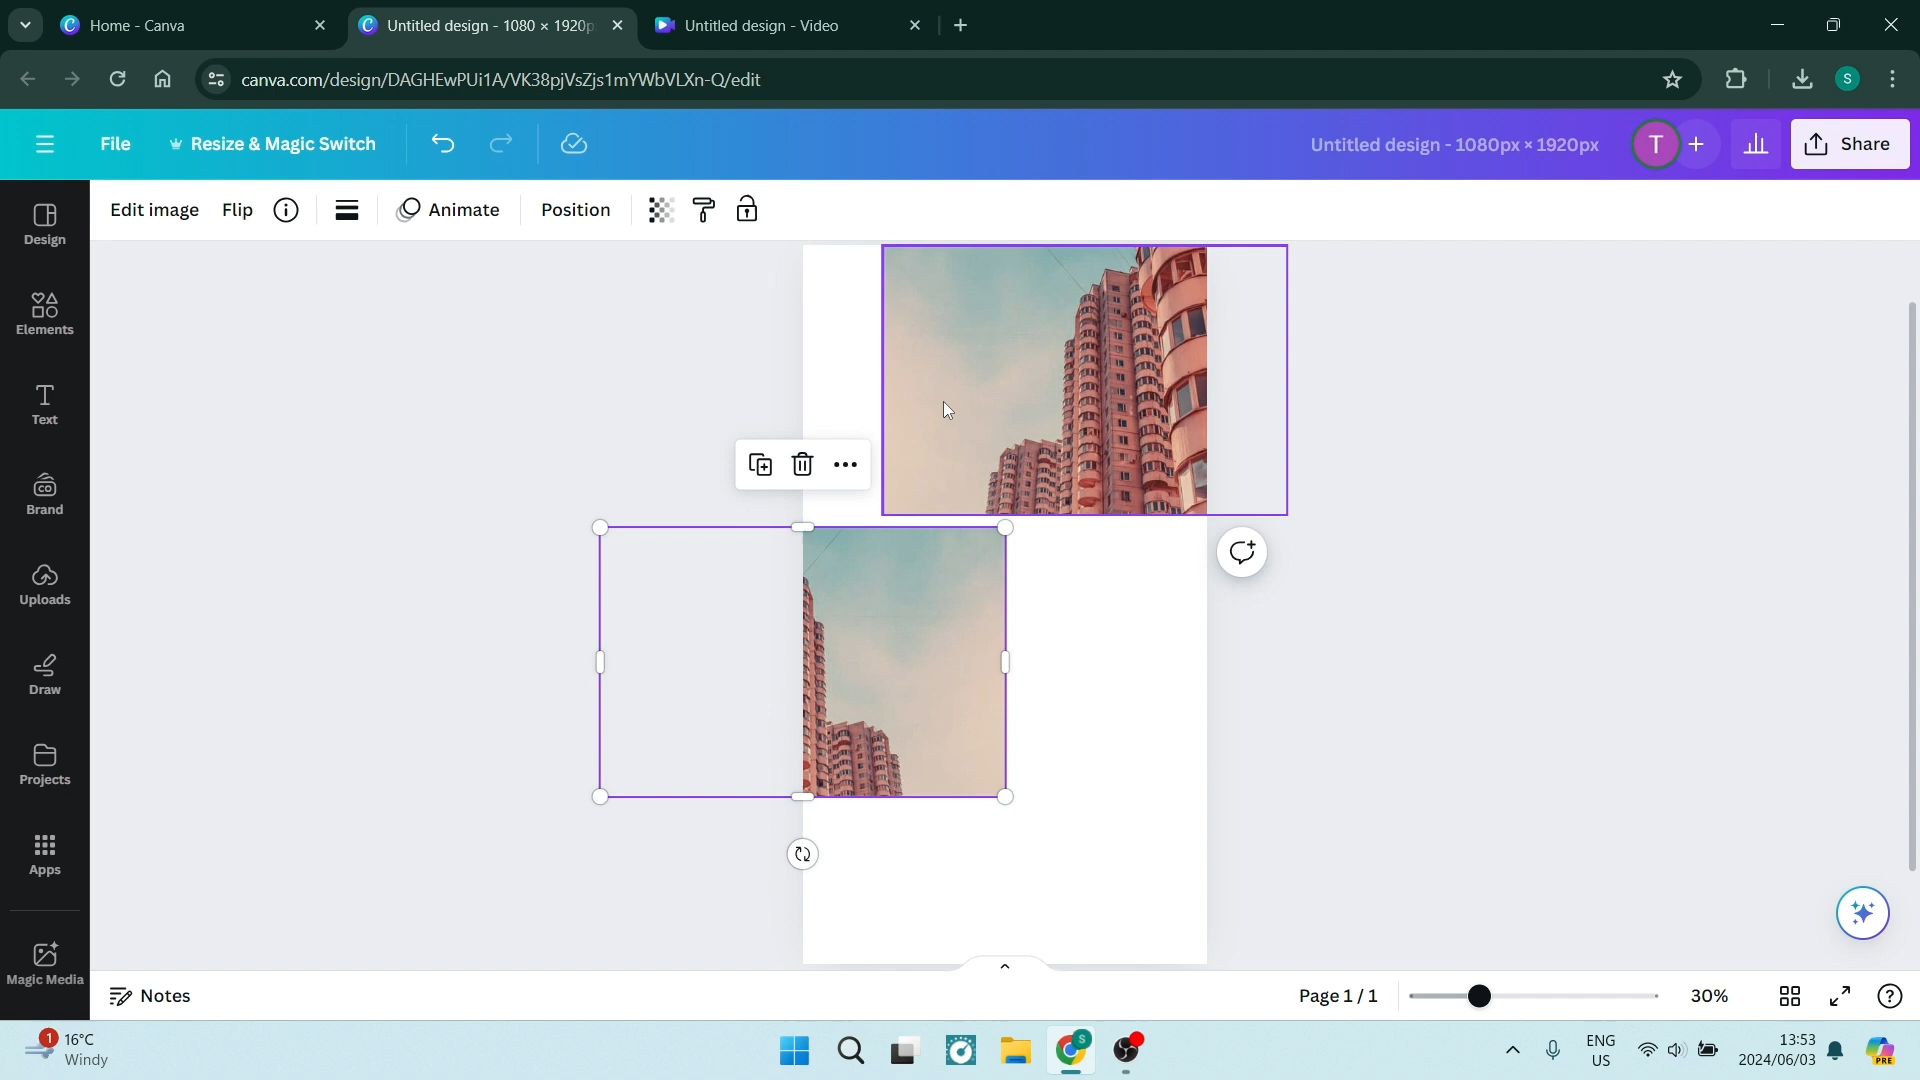 Home - Canva
Untitled design - 1080 × 1920p
Untitled design - Video
canva.com/design/DAGHEwPUi1A/VK38pjVsZjs1mYWbVLXn-Q/edit
S
File
Resize & Magic Switch
Untitled design - 1080px × 1920px
T
Share
Edit image
Flip
Animate
Position
Design
Elements
Text
Brand
Uploads
Draw
Projects
Apps
Magic Media
Notes
Page 1 / 1
30%
1
16°C
Windy
S
ENG
US
13:53
2024/06/03
PRE